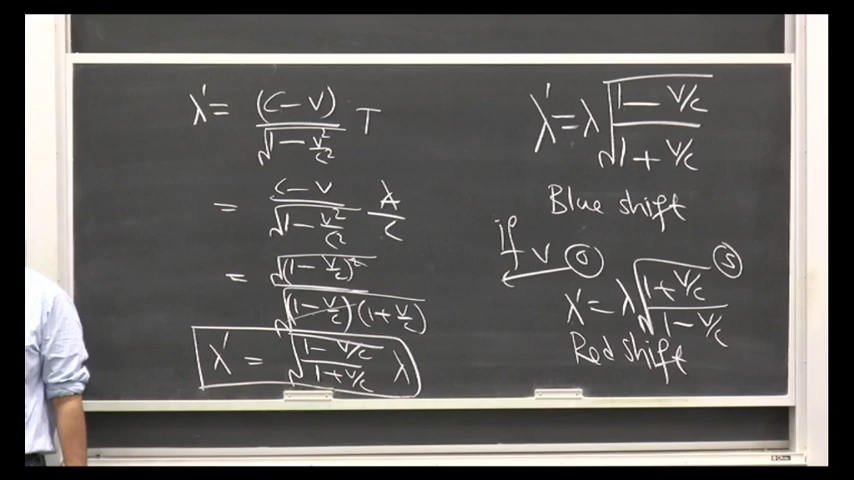 λ' = (c - v) / √(1 - v²/c²) T
= c - v / √(1 - v²/c²) λ/c
= √(1 - v/c)² / √(1 - v/c)(1 + v/c)
λ' = √(1 - v/c / 1 + v/c) λ
λ' = λ √(1 - v/c / 1 + v/c)
Blue shift
if v O S
λ' = λ √(1 + v/c / 1 - v/c)
Red shift